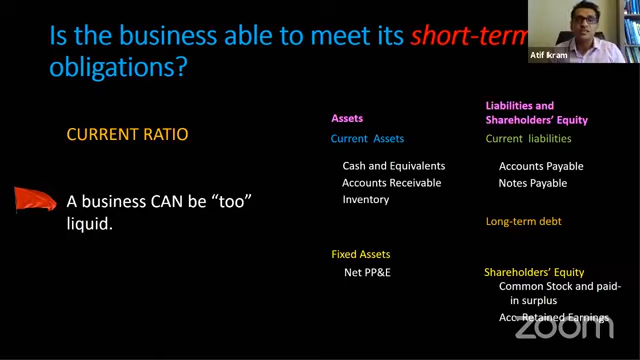 Is the business able to meet its short-term
obligations?
Atif Ikram
CURRENT RATIO
A business CAN be “too”
liquid.
Assets
Current Assets
Cash and Equivalents
Accounts Receivable
Inventory
Fixed Assets
Net PP&E
Liabilities and
Shareholders’ Equity
Current liabilities
Accounts Payable
Notes Payable
Long-term debt
Shareholders’ Equity
Common Stock and paid-
in surplus
Acc. Retained Earnings
zoom